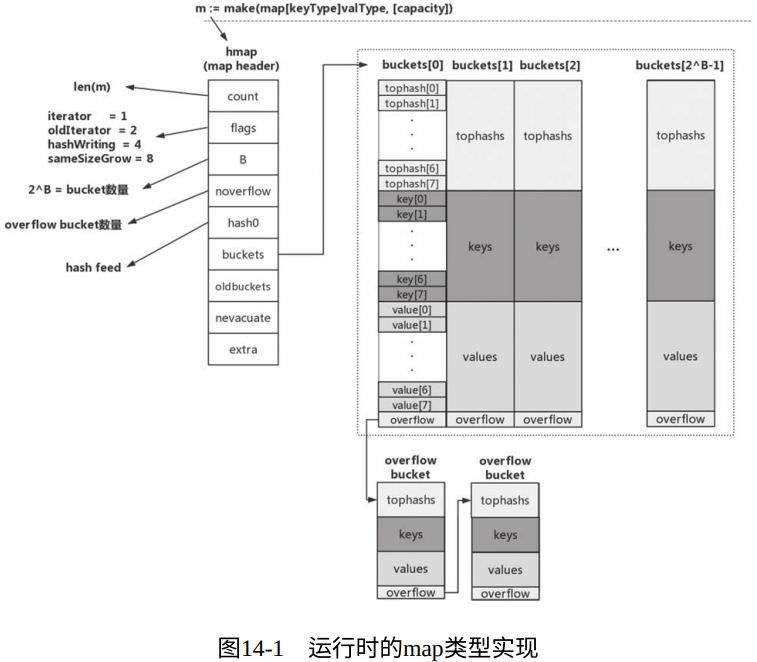 m := make(map[keyType]valType, [capacity])
hmap
(map header)
count
flags
B
noverflow
hash0
buckets
oldbuckets
nevacuate
extra
len(m)
iterator = 1
oldIterator = 2
hashWriting = 4
sameSizeGrow = 8
2^B = bucket数量
overflow bucket数量
hash feed
buckets[0] buckets[1] buckets[2] buckets[2^B-1]
tophash[0]
tophash[1]
.
.
.
tophash[6]
tophash[7]
key[0]
key[1]
.
.
.
key[6]
key[7]
value[0]
value[1]
.
.
.
value[6]
value[7]
overflow
tophashs
keys
values
overflow
tophashs
keys
values
overflow
...
tophashs
keys
values
overflow
overflow
bucket
tophashs
keys
values
overflow
overflow
bucket
tophashs
keys
values
overflow
图14-1 运行时的map类型实现